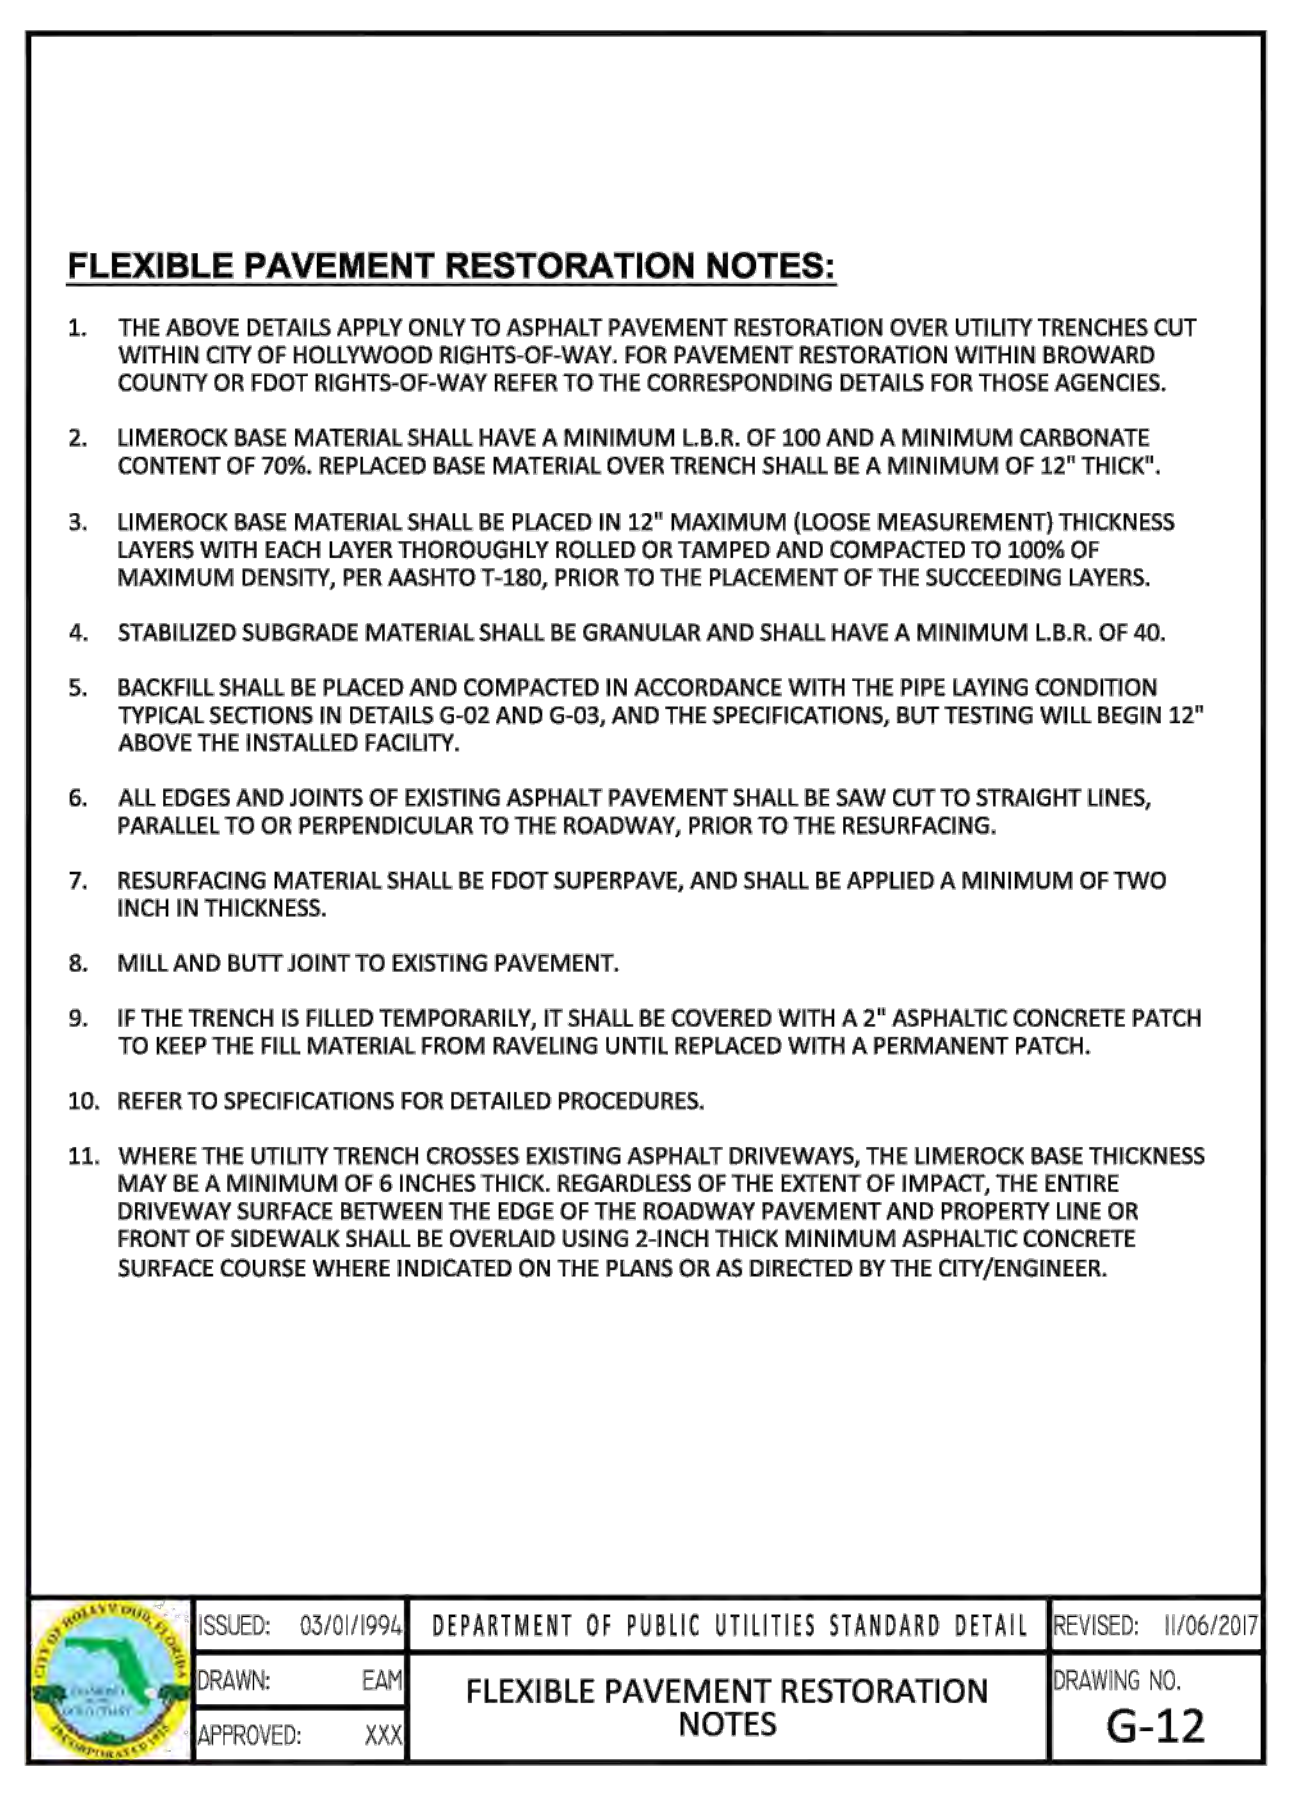 FLEXIBLE PAVEMENT RESTORATION NOTES:
1. THE ABOVE DETAILS APPLY ONLY TO ASPHALT PAVEMENT RESTORATION OVER UTILITY TRENCHES CUT
WITHIN CITY OF HOLLYWOOD RIGHTS-OF-WAY. FOR PAVEMENT RESTORATION WITHIN BROWARD
COUNTY OR FDOT RIGHTS-OF-WAY REFER TO THE CORRESPONDING DETAILS FOR THOSE AGENCIES.
2. LIMEROCK BASE MATERIAL SHALL HAVE A MINIMUM L.B.R. OF 100 AND A MINIMUM CARBONATE
CONTENT OF 70%. REPLACED BASE MATERIAL OVER TRENCH SHALL BE A MINIMUM OF 12" THICK".
3. LIMEROCK BASE MATERIAL SHALL BE PLACED IN 12" MAXIMUM (LOOSE MEASUREMENT) THICKNESS
LAYERS WITH EACH LAYER THOROUGHLY ROLLED OR TAMPED AND COMPACTED TO 100% OF
MAXIMUM DENSITY, PER AASHTO T-180, PRIOR TO THE PLACEMENT OF THE SUCCEEDING LAYERS.
4. STABILIZED SUBGRADE MATERIAL SHALL BE GRANULAR AND SHALL HAVE A MINIMUM L.B.R. OF 40.
5. BACKFILL SHALL BE PLACED AND COMPACTED IN ACCORDANCE WITH THE PIPE LAYING CONDITION
TYPICAL SECTIONS IN DETAILS G-02 AND G-03, AND THE SPECIFICATIONS, BUT TESTING WILL BEGIN 12"
ABOVE THE INSTALLED FACILITY.
6. ALL EDGES AND JOINTS OF EXISTING ASPHALT PAVEMENT SHALL BE SAW CUT TO STRAIGHT LINES,
PARALLEL TO OR PERPENDICULAR TO THE ROADWAY, PRIOR TO THE RESURFACING.
7. RESURFACING MATERIAL SHALL BE FDOT SUPERPAVE, AND SHALL BE APPLIED A MINIMUM OF TWO
INCH IN THICKNESS.
8. MILL AND BUTT JOINT TO EXISTING PAVEMENT.
9. IF THE TRENCH IS FILLED TEMPORARILY, IT SHALL BE COVERED WITH A 2" ASPHALTIC CONCRETE PATCH
TO KEEP THE FILL MATERIAL FROM RAVELING UNTIL REPLACED WITH A PERMANENT PATCH.
10. REFER TO SPECIFICATIONS FOR DETAILED PROCEDURES.
11. WHERE THE UTILITY TRENCH CROSSES EXISTING ASPHALT DRIVEWAYS, THE LIMEROCK BASE THICKNESS
MAY BE A MINIMUM OF 6 INCHES THICK. REGARDLESS OF THE EXTENT OF IMPACT, THE ENTIRE
DRIVEWAY SURFACE BETWEEN THE EDGE OF THE ROADWAY PAVEMENT AND PROPERTY LINE OR
FRONT OF SIDEWALK SHALL BE OVERLAID USING 2-INCH THICK MINIMUM ASPHALTIC CONCRETE
SURFACE COURSE WHERE INDICATED ON THE PLANS OR AS DIRECTED BY THE CITY/ENGINEER.
CITY OF HOLLYWOOD, FLORIDA
INCORPORATED 1925
ISSUED: 03/01/1994
DRAWN: EAM
APPROVED: XXX
DEPARTMENT OF PUBLIC UTILITIES STANDARD DETAIL
FLEXIBLE PAVEMENT RESTORATION
NOTES
REVISED: 11/06/2017
DRAWING NO.
G-12